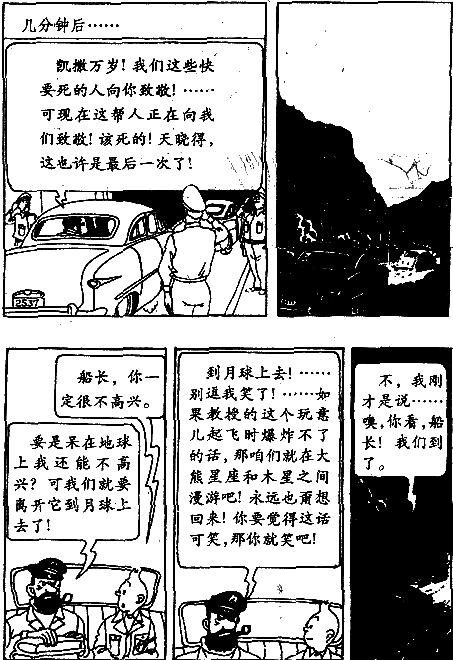 几分钟后……
凯撒万岁！我们这些快
要死的人向你致敬！……
可现在这帮人正在向我
们致敬！该死的！天晓得，
这也许是最后一次了！
船长，你一
定很不高兴。
要是呆在地球
上我还能不高
兴？可我们就要
离开它到月球上
去了！
到月球上去！……
别逗我笑了！……如
果教授的这个玩意
儿起飞时爆炸不了
的话，那咱们就在大
熊星座和木星之间
漫游吧！永远也甭想
回来！你要觉得这话
可笑，那你就笑吧！
不，我刚
才是说……
噢，你看，船
长！我们到
了。